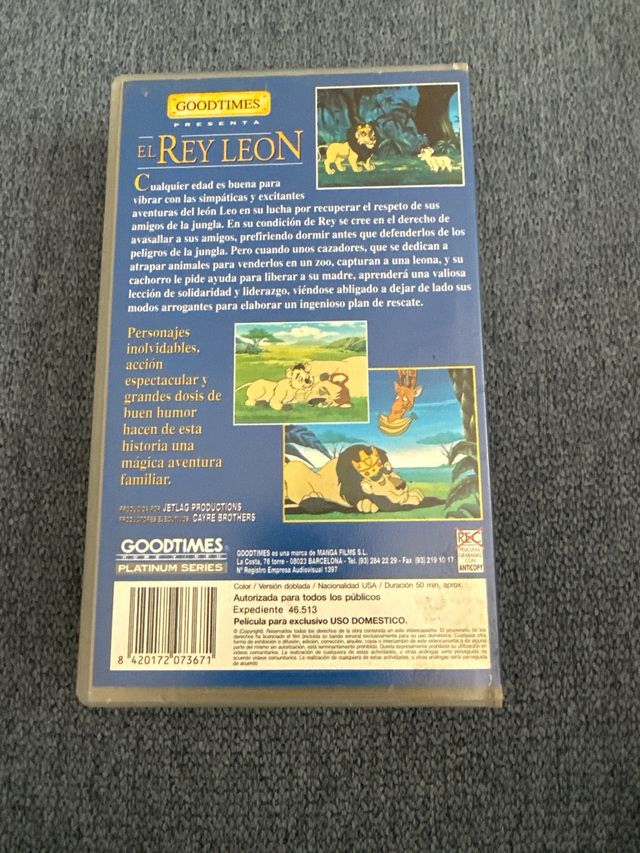 GOODTIMES
PRESENTA
EL REY LEON
Cualquier edad es buena para
vibrar con las simpáticas y excitantes
aventuras del león Leo en su lucha por recuperar el respeto de sus
amigos de la jungla. En su condición de Rey se cree en el derecho de
avasallar a sus amigos, prefiriendo dormir antes que defenderlos de los
peligros de la jungla. Pero cuando unos cazadores, que se dedican a
atrapar animales para venderlos en un zoo, capturan a una leona, y su
cachorro le pide ayuda para liberar a su madre, aprenderá una valiosa
lección de solidaridad y liderazgo, viéndose obligado a dejar de lado sus
modos arrogantes para elaborar un ingenioso plan de rescate.
Personajes
inolvidables,
acción
espectacular y
grandes dosis de
buen humor
hacen de esta
historia una
mágica aventura
familiar.
PRODUCIDA POR JETLAG PRODUCTIONS
PRODUCTORES EJECUTIVOS: CAYRE BROTHERS
GOODTIMES
HOME VIDEO
PLATINUM SERIES
GOODTIMES es una marca de MANGA FILMS S.L.
La Costa, 76 torre - 08023 BARCELONA - Tel. (93) 284 22 29 - Fax (93) 219 10 17
Nº Registro Empresa Audiovisual 1397
REC
PELICULAS
GRABADAS
CON
ANTICOPY
Color / Versión doblada / Nacionalidad USA / Duración 50 min. aprox.
Autorizada para todos los públicos
Expediente 46.513
Película para exclusivo USO DOMESTICO.
8 420172 073671